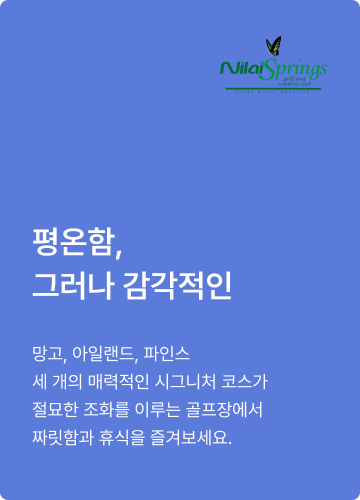 NilaiSprings
golf and
country club
평온함,
그러나 감각적인
망고, 아일랜드, 파인스
세 개의 매력적인 시그니처 코스가
절묘한 조화를 이루는 골프장에서
짜릿함과 휴식을 즐겨보세요.